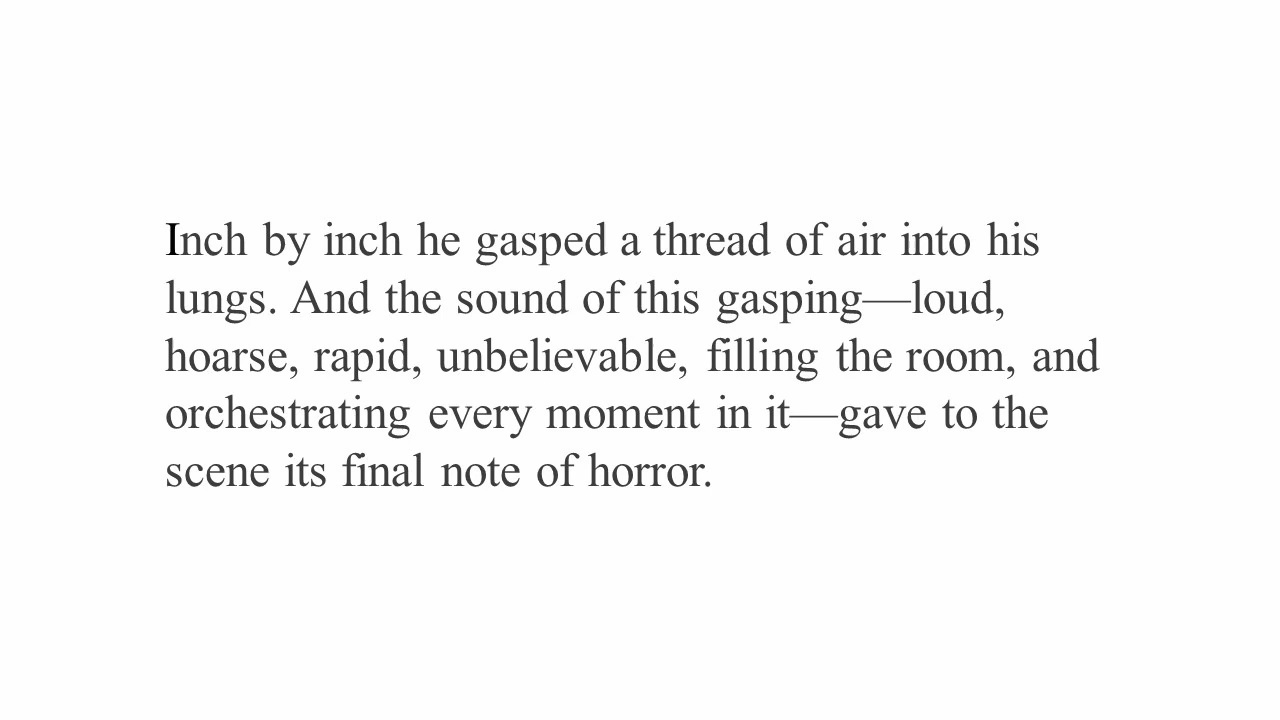 Inch by inch he gasped a thread of air into his
lungs. And the sound of this gasping—loud,
hoarse, rapid, unbelievable, filling the room, and
orchestrating every moment in it—gave to the
scene its final note of horror.